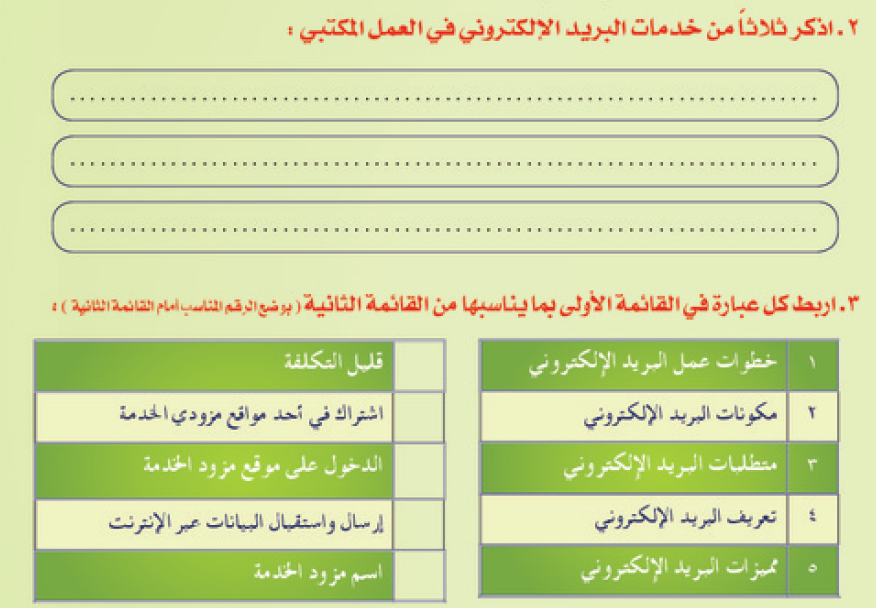 ٢. اذكر ثلاثاً من خدمات البريد الإلكتروني في العمل المكتبي :
٣. اربط كل عبارة في القائمة الأولى بما يناسبها من القائمة الثانية ( بوضع الرقم المناسب أمام القائمة الثانية ) :
١ خطوات عمل البريد الإلكتروني
قليل التكلفة
٢ مكونات البريد الإلكتروني
اشتراك في أحد مواقع مزودي الخدمة
٣ متطلبات البريد الإلكتروني
الدخول على موقع مزود الخدمة
٤ تعريف البريد الإلكتروني
إرسال واستقبال البيانات عبر الإنترنت
٥ مميزات البريد الإلكتروني
اسم مزود الخدمة